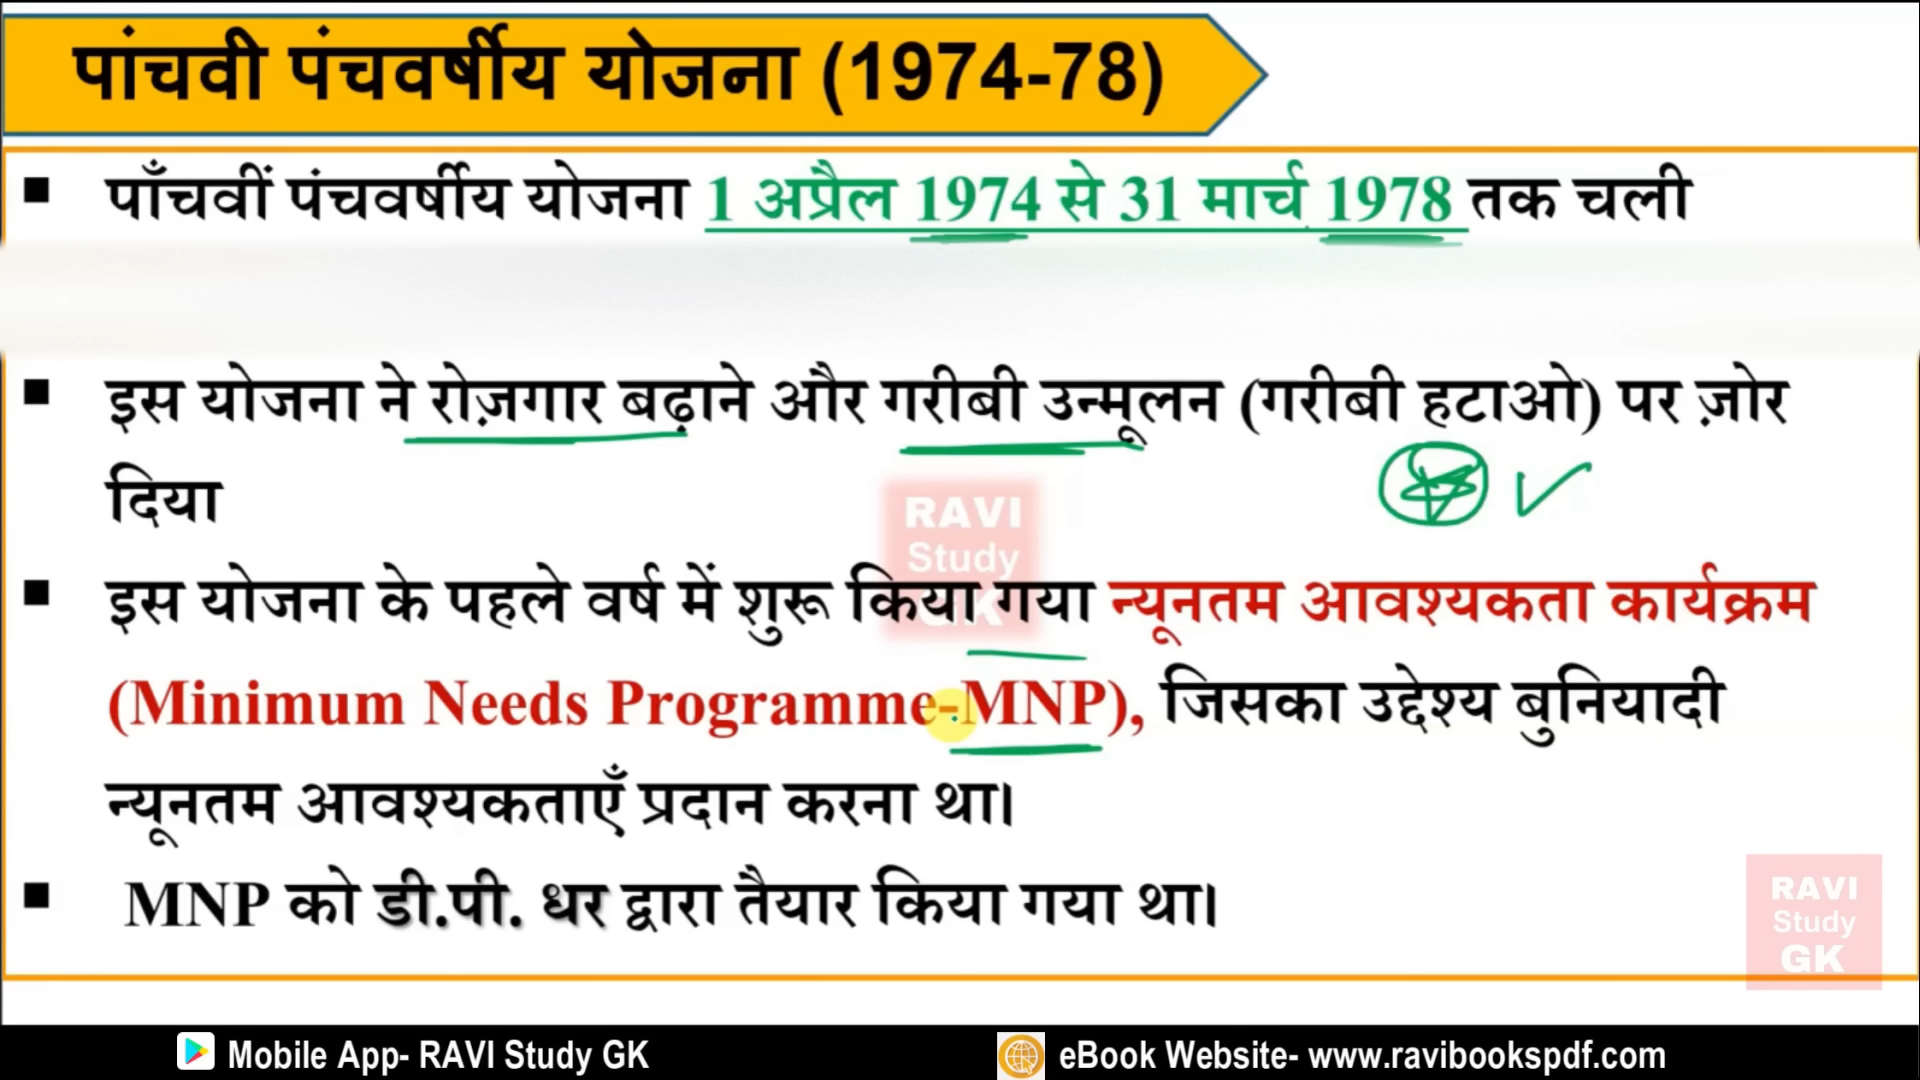 पांचवी पंचवर्षीय योजना (1974-78)
▪ पाँचवीं पंचवर्षीय योजना 1 अप्रैल 1974 से 31 मार्च 1978 तक चली
▪ इस योजना ने रोज़गार बढ़ाने और गरीबी उन्मूलन (गरीबी हटाओ) पर ज़ोर
दिया
RAVI
Study
GK
▪ इस योजना के पहले वर्ष में शुरू किया गया न्यूनतम आवश्यकता कार्यक्रम
(Minimum Needs Programme-MNP), जिसका उद्देश्य बुनियादी
न्यूनतम आवश्यकताएँ प्रदान करना था।
▪ MNP को डी.पी. धर द्वारा तैयार किया गया था।
RAVI
Study
GK
Mobile App- RAVI Study GK
eBook Website- www.ravibookspdf.com